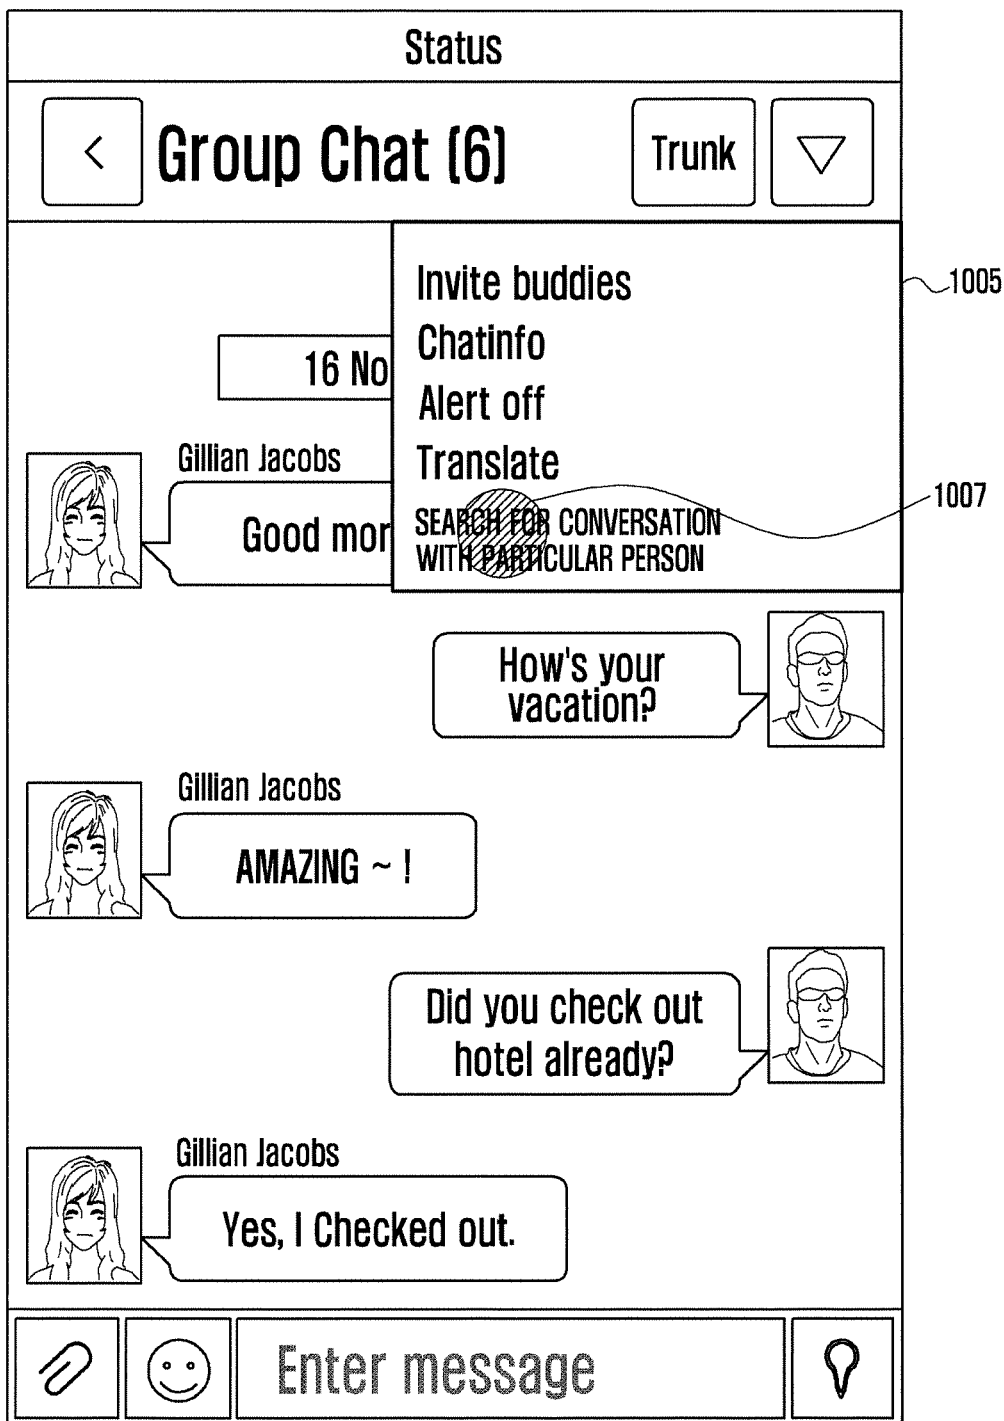 Status
<
Group Chat (6)
Trunk
Invite buddies
1005
Chatinfo
16 No
Alert off
Gillian Jacobs
Translate
1007
Good mor
SEARCH FOR CONVERSATION
WITH PARTICULAR PERSON
How's your
vacation?
Gillian Jacobs
AMAZING ~ !
Did you check out
hotel already?
Gillian Jacobs
Yes, I Checked out.
Enter message